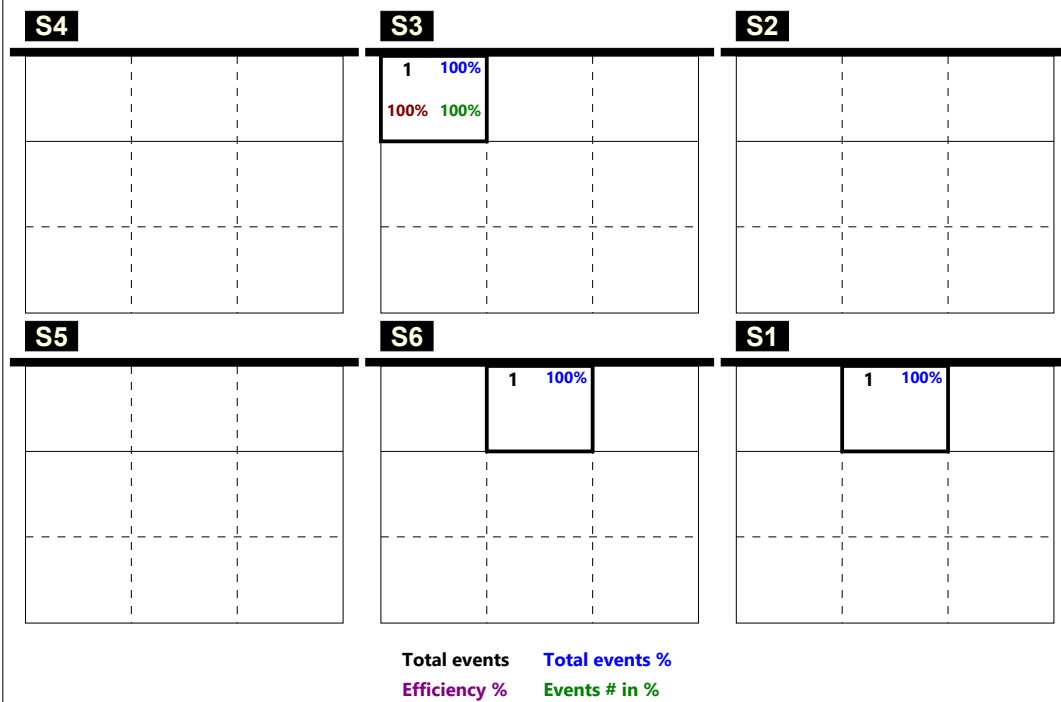 S4 S3 S2
1 100%
100% 100%
S5 S6 S1
1 100% 1 100%
Total events Total events %
Efficiency % Events # in %